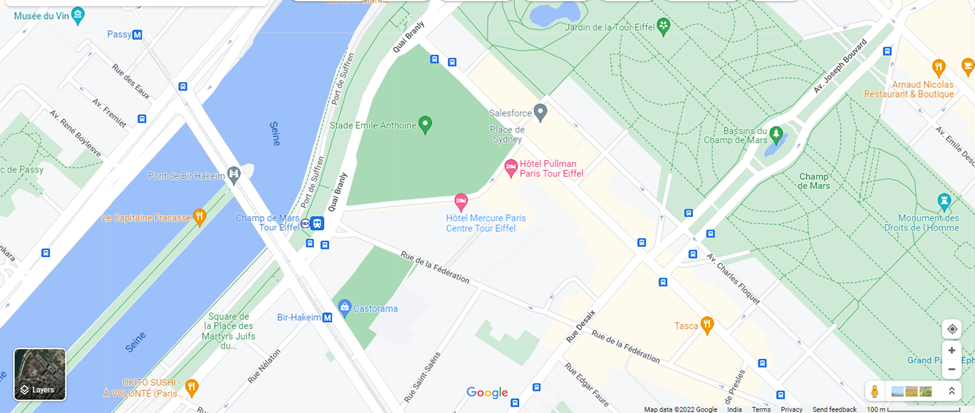 Musée du Vin
Passy
Rue des Eaux
Av. Fremiet
Av. René Boylesve
Quai Branly
Port de Suffren
Seine
Stade Emile Anthoine
Jardin de la Tour Eiffel
Av. Joseph Bouvard
Arnaud Nicolas
Restaurant & Boutique
Salesforce
Place de
Sydney
Bassins du
Champ de Mars
Av. Emile Des
Hôtel Pullman
Paris Tour Eiffel
c de Passy
Pont de Bir-Hakeim
Port de Suffren
Quai Branly
Champ
de Mars
Le Capitaine Fracasse
Champ de Mars
Tour Eiffel
Hôtel Mercure Paris
Centre Tour Eiffel
Monument des
Droits de l'Homme
Rue de la Fédération
Av. Charles Floquet
Castorama
Bir-Hakeim
Square de
la Place des
Martyrs Juifs
du...
Seine
Rue Desaix
Tasca
Rue de la Fédération
Rue Nélaton
Rue Saint-Saëns
Rue Edgar Faure
de Presles
Grand Pa
Layers
OKITO SUSHI -
À VOLONTÉ (Paris...
Google
Map data ©2022 Google
India
Terms
Privacy
Send feedback
100 m